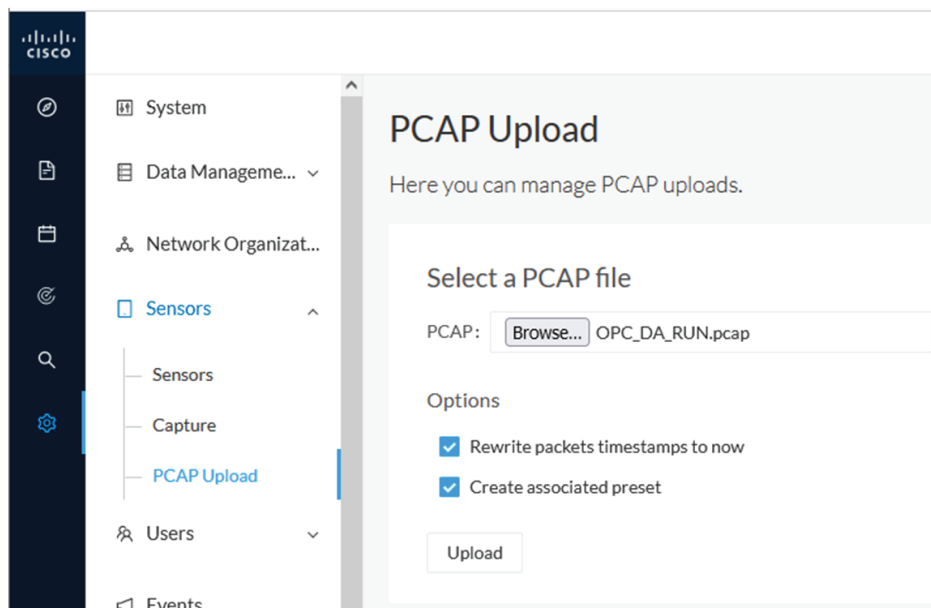 CISCO
System
Data Manageme...
Network Organizat...
Sensors
Sensors
Capture
PCAP Upload
Users
Events
PCAP Upload
Here you can manage PCAP uploads.
Select a PCAP file
PCAP: Browse... OPC_DA_RUN.pcap
Options
Rewrite packets timestamps to now
Create associated preset
Upload